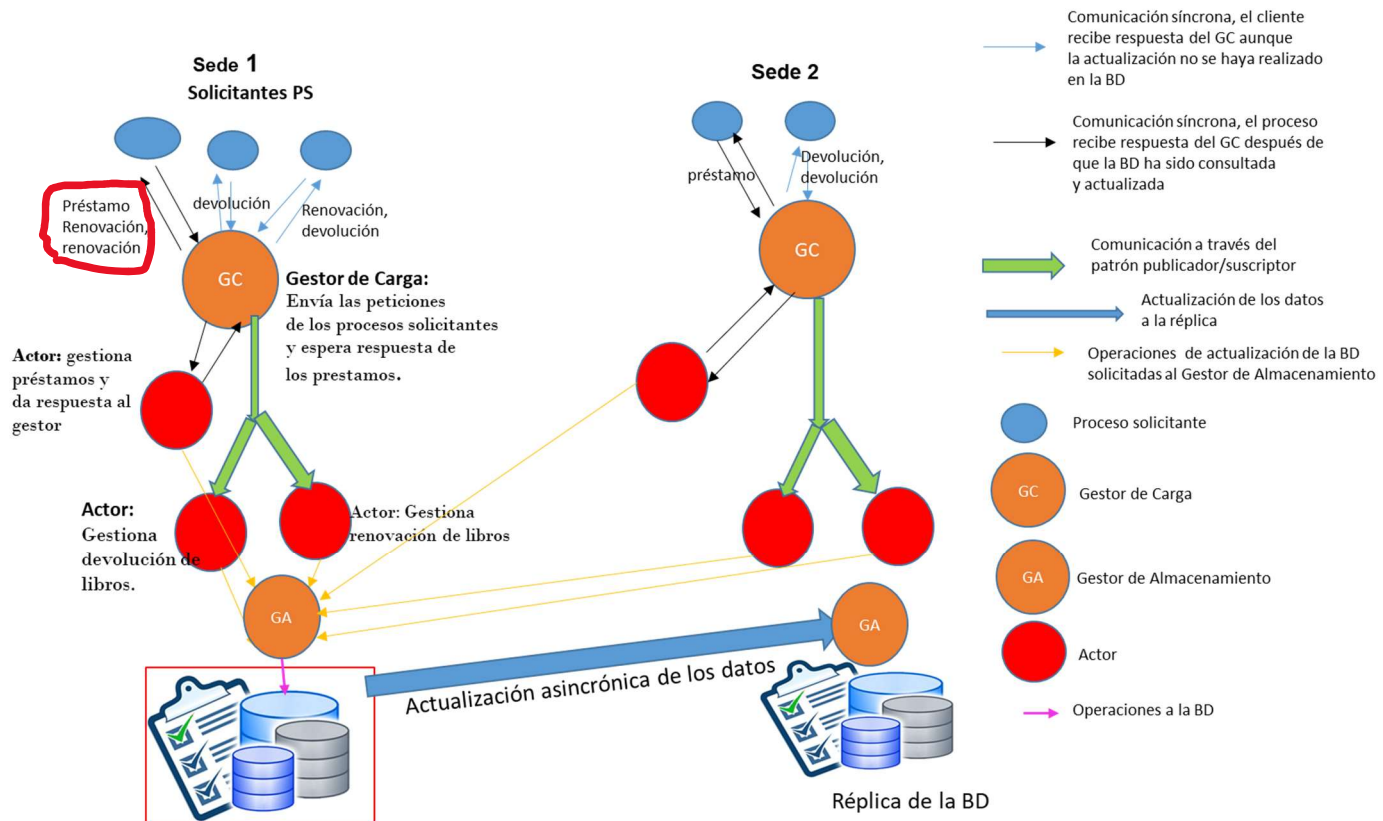 Sede 1
Solicitantes PS
Préstamo
Renovación,
renovación
devolución
Renovación,
devolución
GC
Gestor de Carga:
Envía las peticiones
de los procesos solicitantes
y espera respuesta de
los prestamos.
Actor: gestiona
préstamos y
da respuesta al
gestor
Actor:
Gestiona
devolución de
libros.
Actor: Gestiona
renovación de libros
GA
Sede 2
préstamo
Devolución,
devolución
GC
GA
Actualización asincrónica de los datos
Réplica de la BD
Comunicación síncrona, el cliente
recibe respuesta del GC aunque
la actualización no se haya realizado
en la BD
Comunicación síncrona, el proceso
recibe respuesta del GC después de
que la BD ha sido consultada
y actualizada
Comunicación a través del
patrón publicador/suscriptor
Actualización de los datos
a la réplica
Operaciones de actualización de la BD
solicitadas al Gestor de Almacenamiento
Proceso solicitante
GC
Gestor de Carga
GA
Gestor de Almacenamiento
Actor
Operaciones a la BD